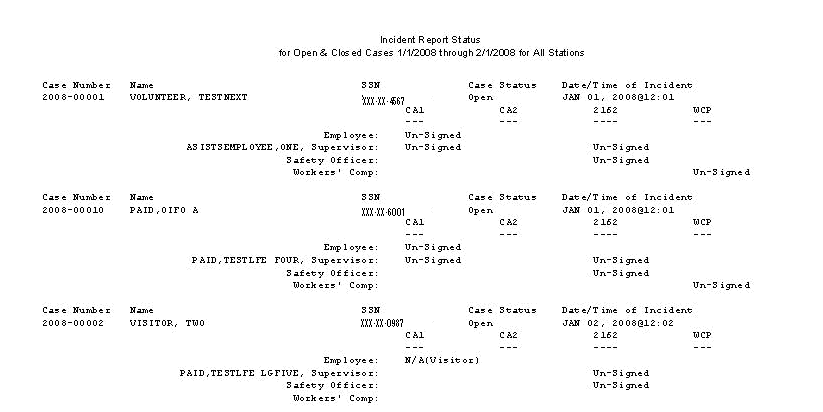 Incident Report Status
for Open & Closed Cases 1/1/2008 through 2/1/2008 for All Stations
Case Number Name SSN Case Status Date/Time of Incident
2008-00001 VOLUNTEER, TESTNEXT XXX-XX-4567 Open JAN 01, 2008@12:01
CA1 CA2 2162 WCP
--- --- ---- ---
Employee: Un-Signed
ASISTSEMPLOYEE,ONE, Supervisor: Un-Signed Un-Signed
Safety Officer: Un-Signed
Workers' Comp: Un-Signed
Case Number Name SSN Case Status Date/Time of Incident
2008-00010 PAID,OIFO A XXX-XX-6001 Open JAN 01, 2008@12:01
CA1 CA2 2162 WCP
--- --- ---- ---
Employee: Un-Signed
PAID,TESTLFE FOUR, Supervisor: Un-Signed Un-Signed
Safety Officer: Un-Signed
Workers' Comp: Un-Signed
Case Number Name SSN Case Status Date/Time of Incident
2008-00002 VISITOR, TWO XXX-XX-0987 Open JAN 02, 2008@12:02
CA1 CA2 2162 WCP
--- --- ---- ---
Employee: N/A(Visitor)
PAID,TESTLFE LGFIVE, Supervisor: Un-Signed
Safety Officer: Un-Signed
Workers' Comp: